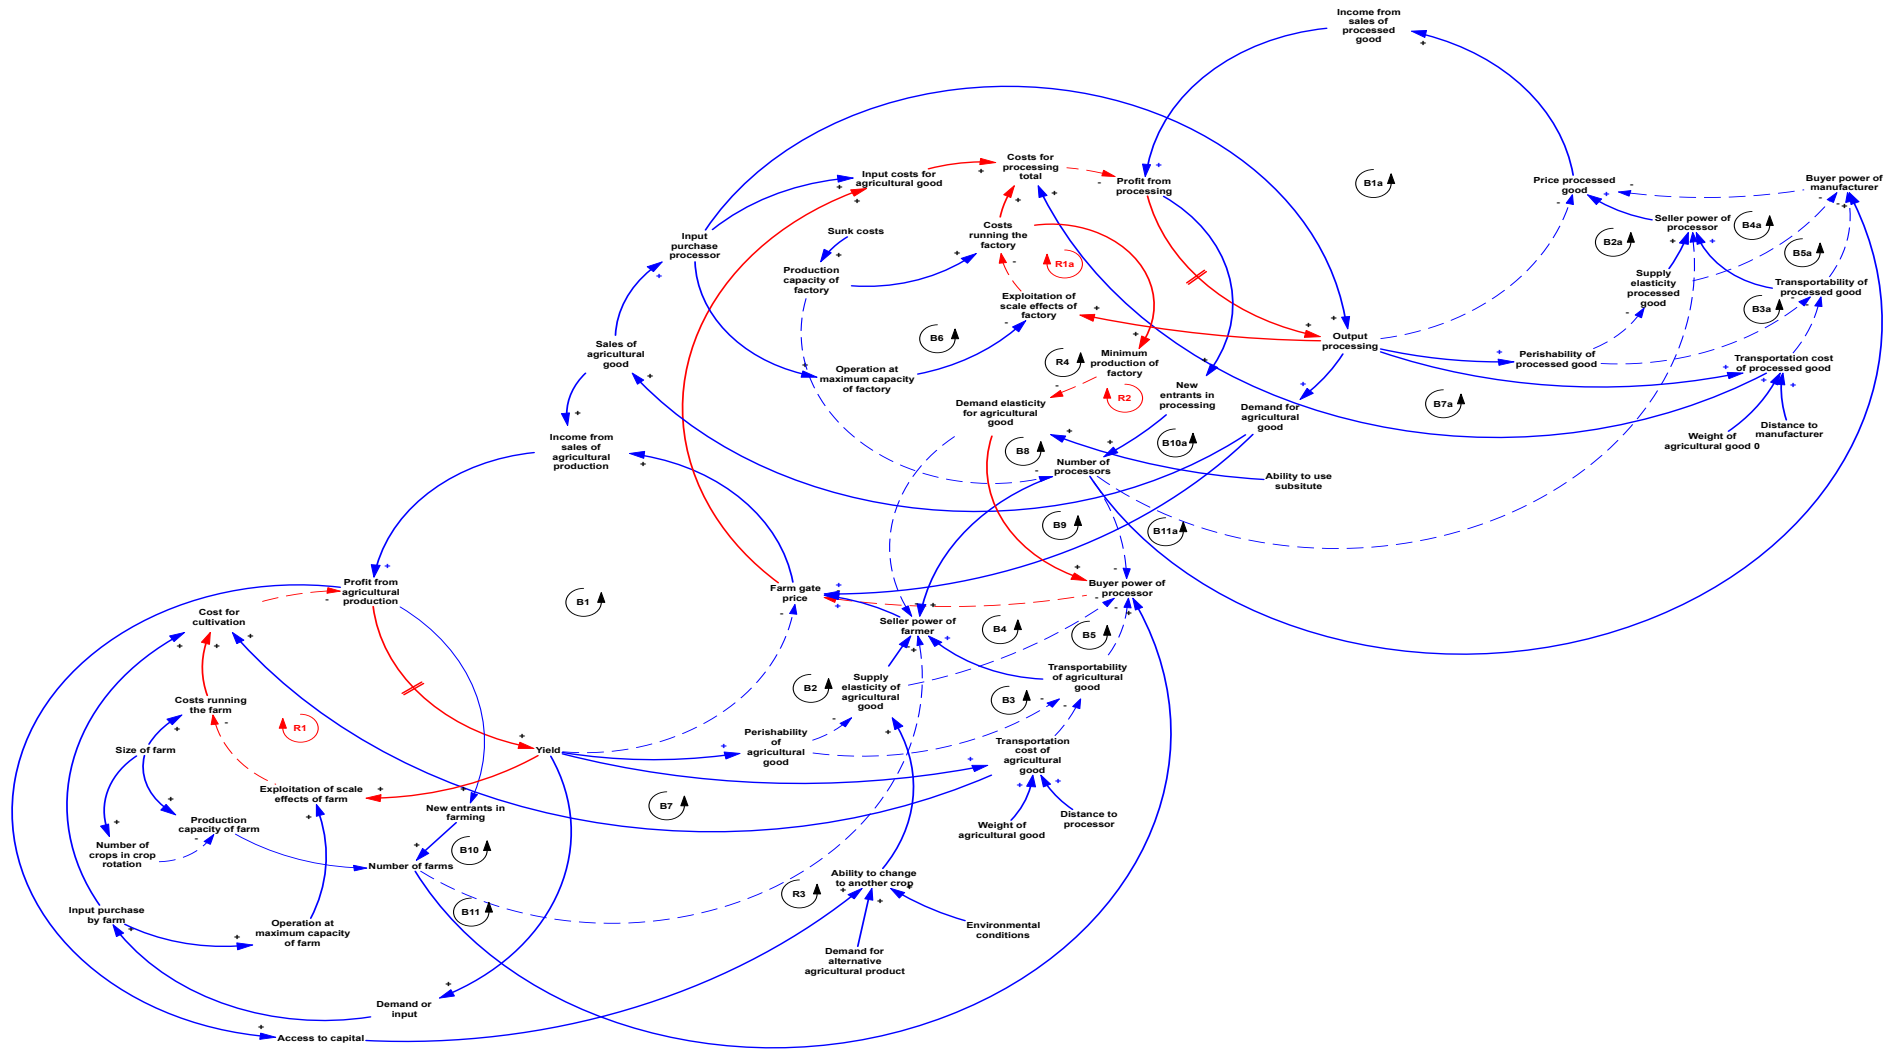 Income from
sales of
processed
good
Costs for
processing
total
Input costs for
agricultural good
Profit from
processing
B1a
Price processed
good
Buyer power of
manufacturer
Seller power of
processor
B4a
B2a
B5a
Sunk costs
Costs
running the
factory
Input
purchase
processor
R1a
Production
capacity of
factory
Supply
elasticity
processed
good
Transportability of
processed good
Exploitation of
scale effects of
factory
B3a
B6
Output
processing
Sales of
agricultural
good
R4
Minimum
production of
factory
Perishability of
processed good
Transportation cost
of processed good
Operation at
maximum capacity
of factory
R2
New
entrants in
processing
B7a
Demand elasticity
for agricultural
good
Demand for
agricultural
good
Distance to
manufacturer
Weight of
agricultural good 0
B10a
Income from
sales of
agricultural
production
B8
Number of
processors
Ability to use
subsitute
B9
B11a
Profit from
agricultural
production
Farm gate
price
Buyer power of
processor
B1
Cost for
cultivation
Seller power of
farmer
B4
B5
Transportability
of agricultural
good
B2
Supply
elasticity of
agricultural
good
B3
Costs running
the farm
R1
Size of farm
Yield
Perishability
of
agricultural
good
Transportation
cost of
agricultural
good
Exploitation of scale
effects of farm
New entrants in
farming
B7
Distance to
processor
Weight of
agricultural good
Production
capacity of farm
Number of
crops in crop
rotation
B10
Number of farms
Ability to change
to another crop
R3
Input purchase
by farm
B11
Operation at
maximum capacity
of farm
Environmental
conditions
Demand for
alternative
agricultural product
Demand or
input
Access to capital